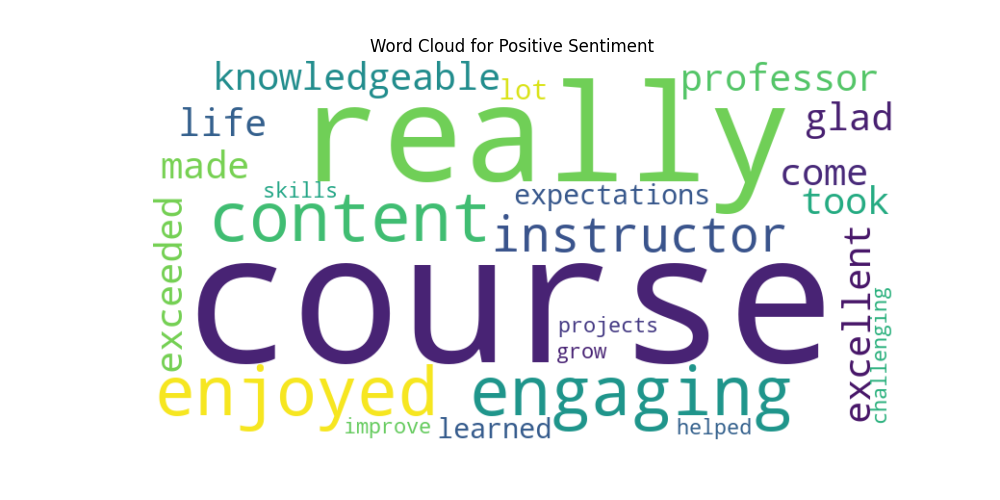 Word Cloud for Positive Sentiment
knowledgeable
lot
professor
really
life
glad
made
come
skills
expectations
took
content
instructor
exceeded
course
excellent
challenging
projects
grow
enjoyed
engaging
improve
learned
helped